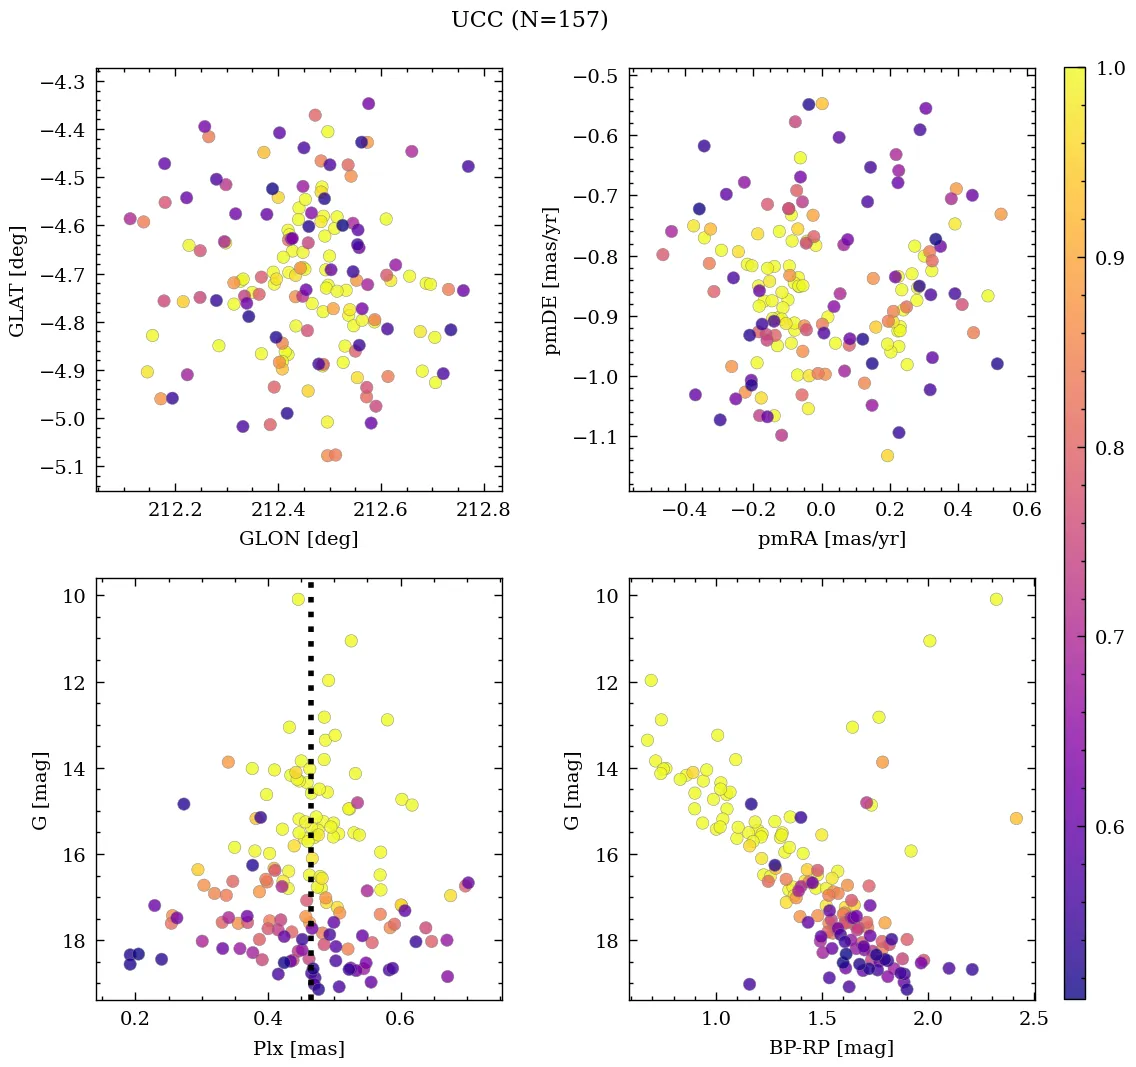 UCC (N=157)
−4.3
−4.4
−4.5
−4.6
−4.7
−4.8
−4.9
−5.0
−5.1
GLAT [deg]
212.2 212.4 212.6 212.8
GLON [deg]
−0.5
−0.6
−0.7
−0.8
−0.9
−1.0
−1.1
pmDE [mas/yr]
−0.4 −0.2 0.0 0.2 0.4 0.6
pmRA [mas/yr]
10
12
14
16
18
G [mag]
0.2 0.4 0.6
Plx [mas]
10
12
14
16
18
G [mag]
1.0 1.5 2.0 2.5
BP-RP [mag]
1.0
0.9
0.8
0.7
0.6